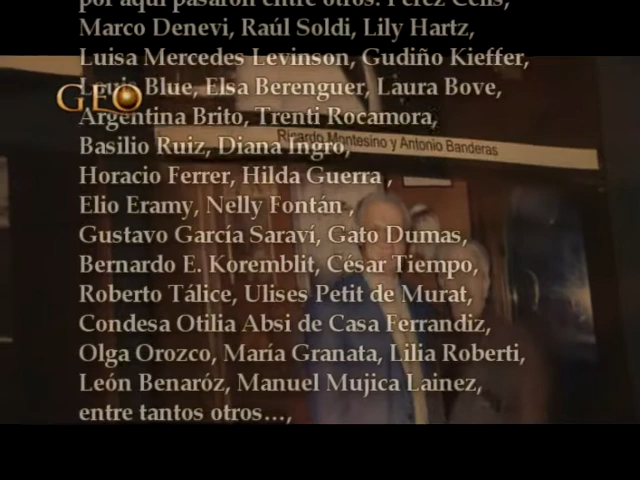 por aquí pasaron entre otros: Pérez Celis,
Marco Denevi, Raúl Soldi, Lily Hartz,
Luisa Mercedes Levinson, Gudiño Kieffer,
Louis Blue, Elsa Berenguer, Laura Bove,
GEO
Argentina Brito, Trenti Rocamora,
Ricardo Montesino y Antonio Banderas
Basilio Ruiz, Diana Ingro,
Horacio Ferrer, Hilda Guerra ,
Elio Eramy, Nelly Fontán ,
Gustavo García Saraví, Gato Dumas,
Bernardo E. Koremblit, César Tiempo,
Roberto Tálice, Ulises Petit de Murat,
Condesa Otilia Absi de Casa Ferrandiz,
Olga Orozco, María Granata, Lilia Roberti,
León Benaróz, Manuel Mujica Lainez,
entre tantos otros...,